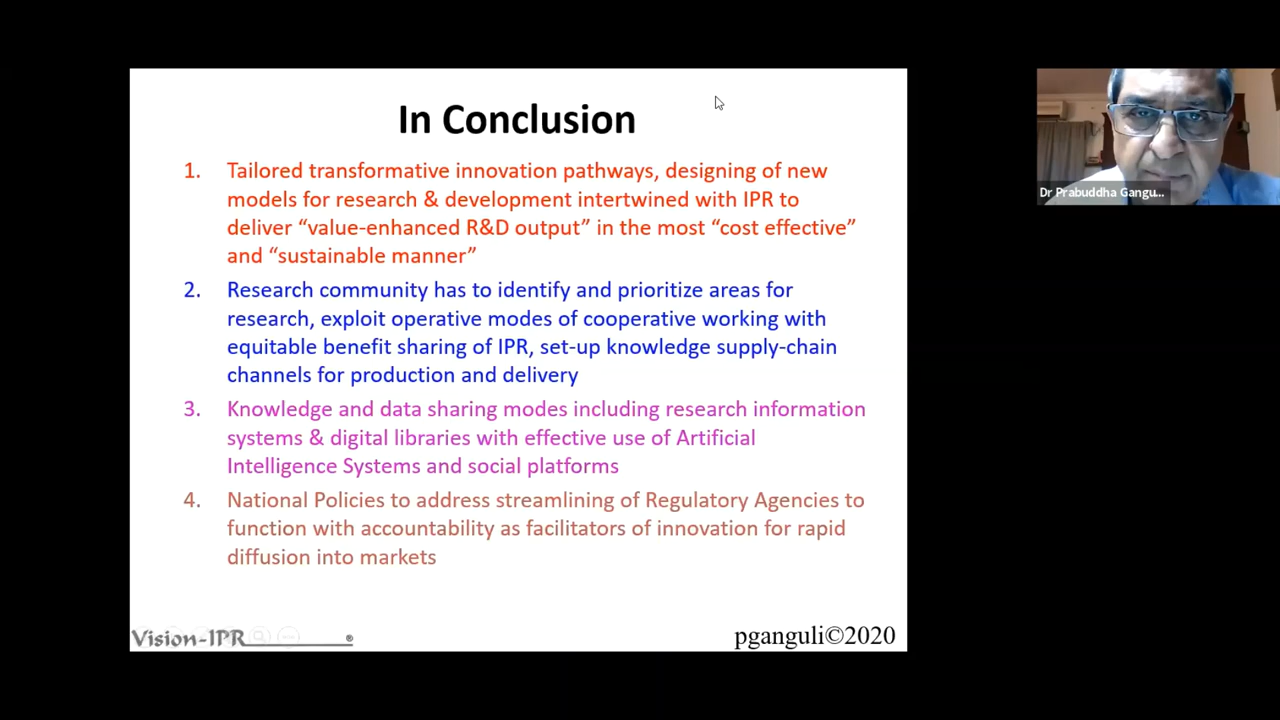 In Conclusion
1. Tailored transformative innovation pathways, designing of new
models for research & development intertwined with IPR to
deliver “value-enhanced R&D output” in the most “cost effective”
and “sustainable manner”
2. Research community has to identify and prioritize areas for
research, exploit operative modes of cooperative working with
equitable benefit sharing of IPR, set-up knowledge supply-chain
channels for production and delivery
3. Knowledge and data sharing modes including research information
systems & digital libraries with effective use of Artificial
Intelligence Systems and social platforms
4. National Policies to address streamlining of Regulatory Agencies to
function with accountability as facilitators of innovation for rapid
diffusion into markets
Vision-IPR ®
pganguli©2020
Dr Prabuddha Gangu...